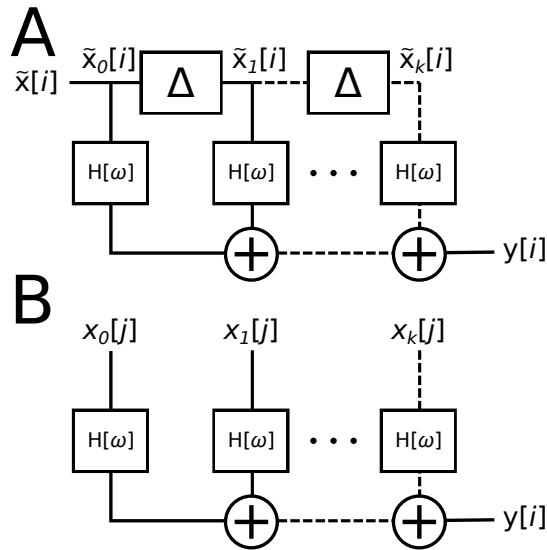 A
x̃[i] x̃₀[i] Δ x̃₁[i] Δ x̃ₖ[i]
H[ω] H[ω] • • • H[ω]
+ + y[i]
B
x₀[j] x₁[j] xₖ[j]
H[ω] H[ω] • • • H[ω]
+ + y[i]